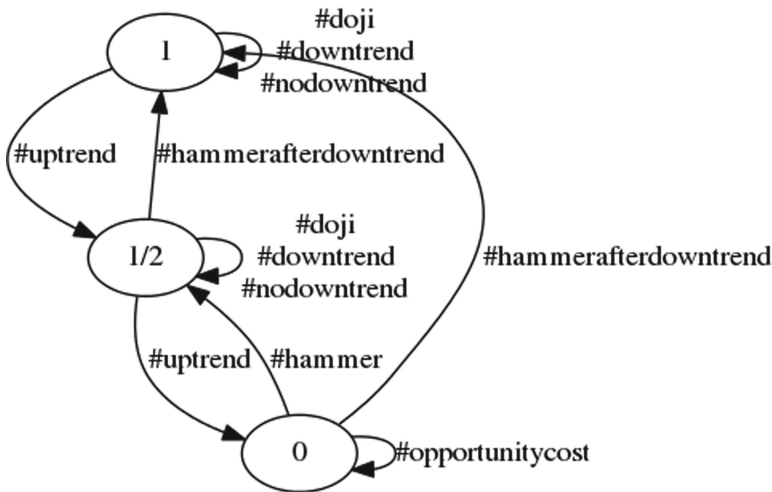 #doji
1
#downtrend
#nodowntrend
#uptrend
#hammerafterdowntrend
#doji
1/2
#downtrend
#hammerafterdowntrend
#nodowntrend
#uptrend
#hammer
0
#opportunitycost